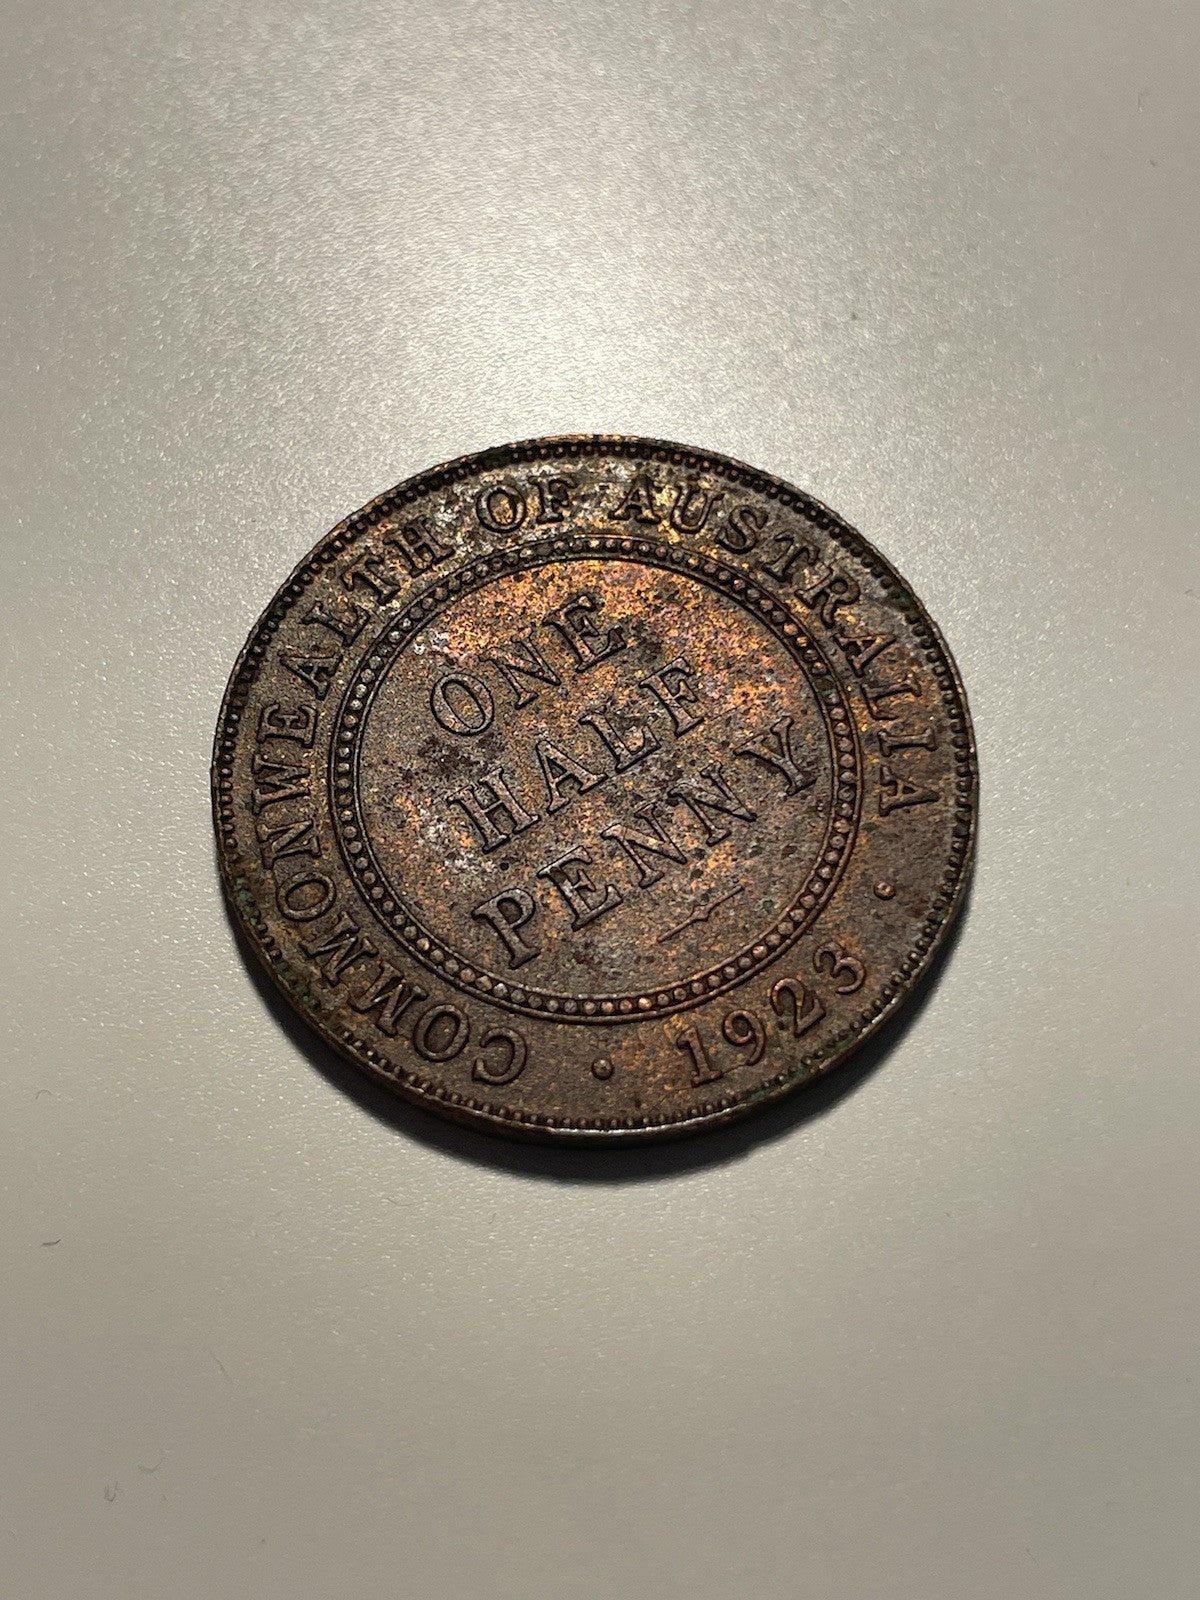 COMMONWEALTH OF AUSTRALIA
ONE
HALF
PENNY
· 1923 ·